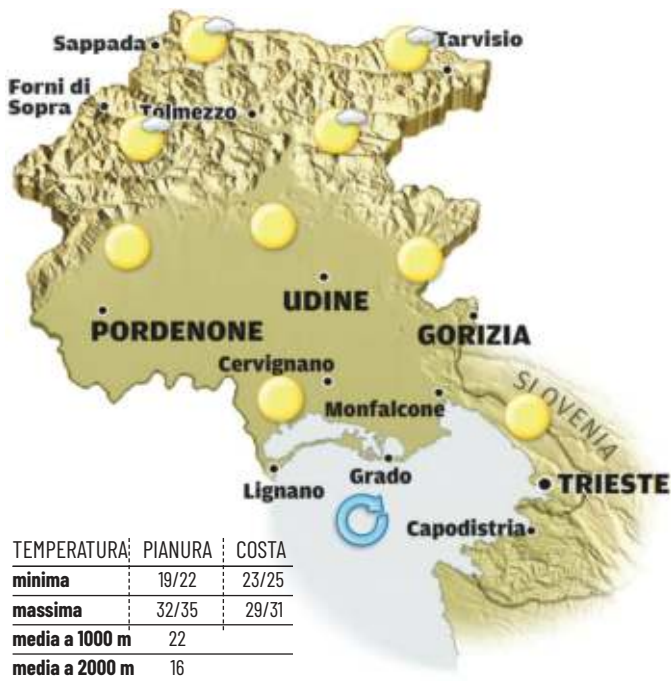 Sappada
Tarvisio
Forni di
Sopra
Tolmezzo
UDINE
PORDENONE
GORIZIA
Cervignano
SLOVENIA
Monfalcone
Lignano
Grado
TRIESTE
Capodistria
TEMPERATURA PIANURA COSTA
minima 19/22 23/25
massima 32/35 29/31
media a 1000 m 22
media a 2000 m 16